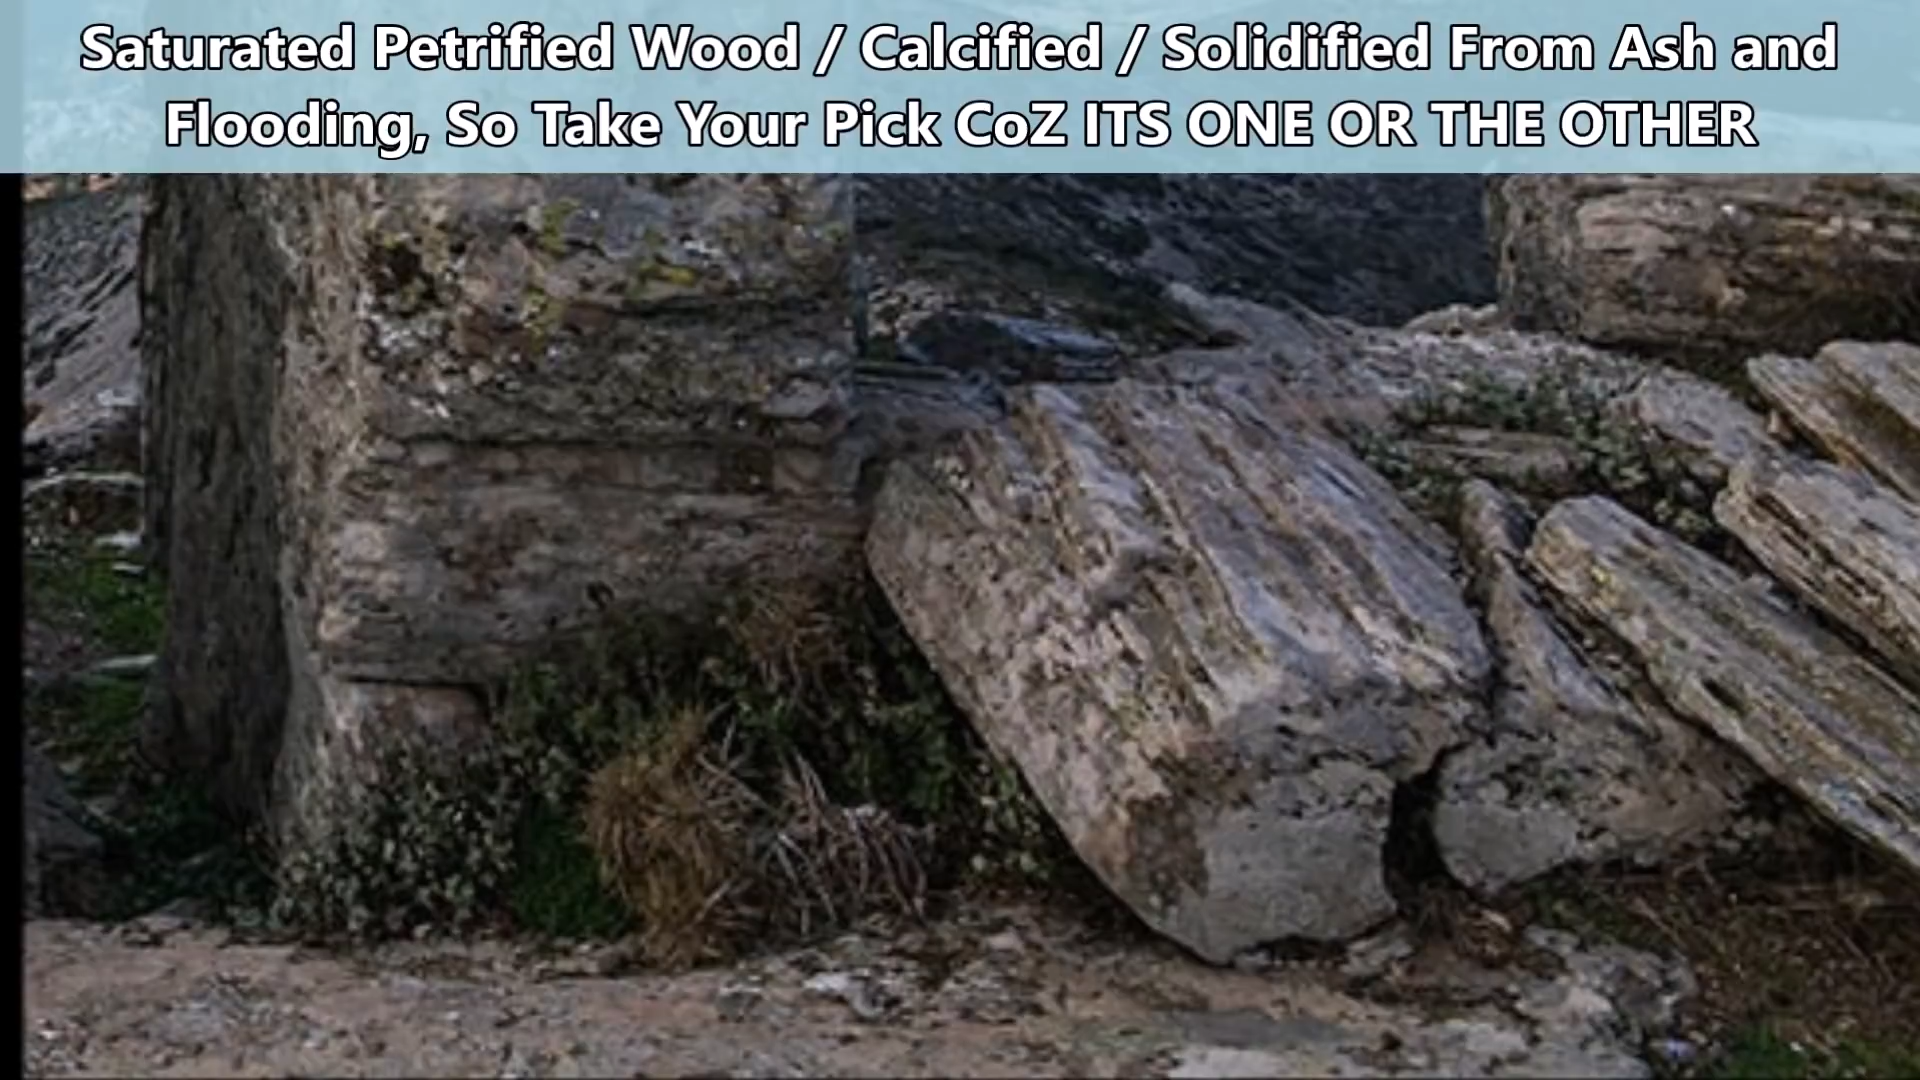 Saturated Petrified Wood / Calcified / Solidified From Ash and
Flooding, So Take Your Pick CoZ ITS ONE OR THE OTHER